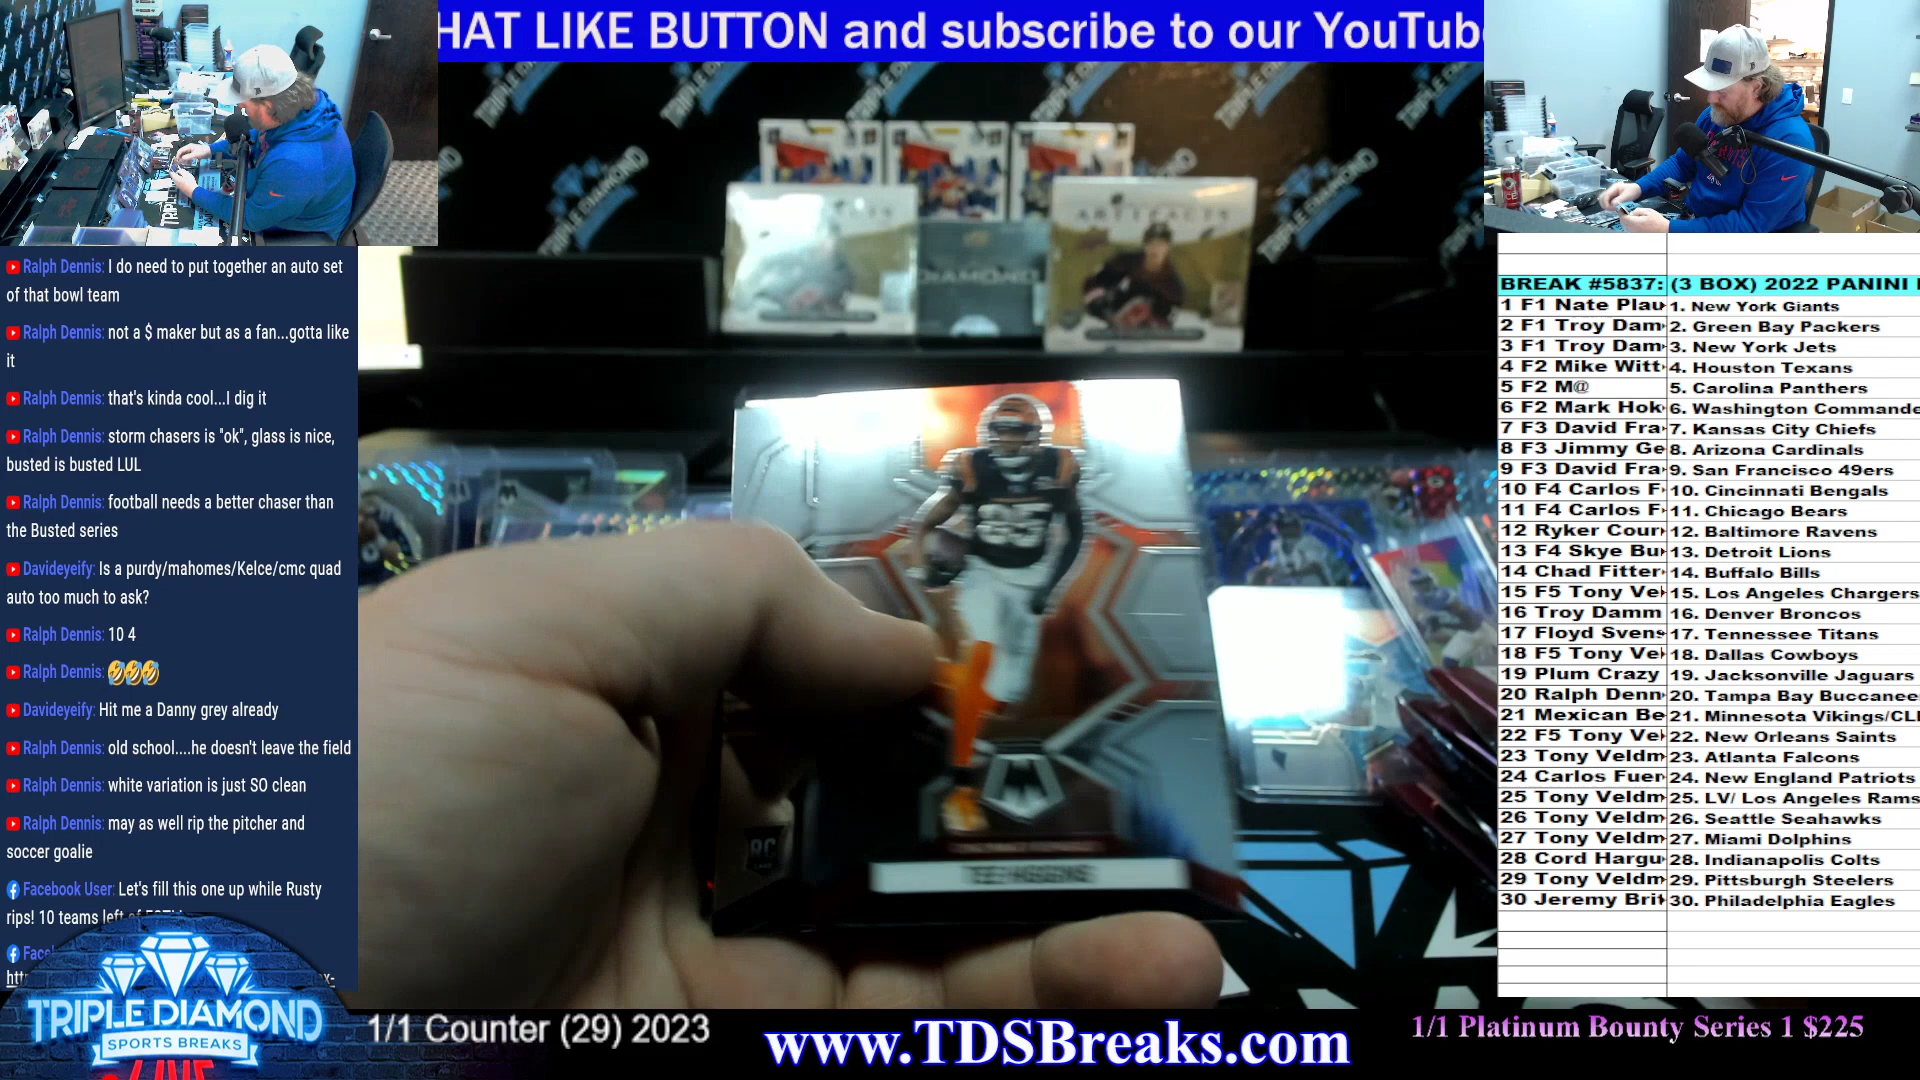 HAT LIKE BUTTON and subscribe to our YouTub
Ralph Dennis: I do need to put together an auto set
of that bowl team
Ralph Dennis: not a $ maker but as a fan...gotta like
it
Ralph Dennis: that's kinda cool...I dig it
Ralph Dennis: storm chasers is "ok", glass is nice,
busted is busted LUL
Ralph Dennis: football needs a better chaser than
the Busted series
Davideyeify: Is a purdy/mahomes/Kelce/cmc quad
auto too much to ask?
Ralph Dennis: 10 4
Ralph Dennis: 🤣🤣🤣
Davideyeify: Hit me a Danny grey already
Ralph Dennis: old school....he doesn't leave the field
Ralph Dennis: white variation is just SO clean
Ralph Dennis: may as well rip the pitcher and
soccer goalie
Facebook User: Let's fill this one up while Rusty
rips! 10 teams left
TRIPLE DIAMOND
SPORTS BREAKS
LIVE
ARTIFACTS
DIAMOND
85
RC
TEE HIGGINS
BREAK #5837: (3 BOX) 2022 PANINI
1 F1 Nate Plau 1. New York Giants
2 F1 Troy Dam 2. Green Bay Packers
3 F1 Troy Dam 3. New York Jets
4 F2 Mike Witt 4. Houston Texans
5 F2 M@ 5. Carolina Panthers
6 F2 Mark Hok 6. Washington Commande
7 F3 David Fra 7. Kansas City Chiefs
8 F3 Jimmy Ge 8. Arizona Cardinals
9 F3 David Fra 9. San Francisco 49ers
10 F4 Carlos F 10. Cincinnati Bengals
11 F4 Carlos F 11. Chicago Bears
12 Ryker Cour 12. Baltimore Ravens
13 F4 Skye Bu 13. Detroit Lions
14 Chad Fitter 14. Buffalo Bills
15 F5 Tony Ve 15. Los Angeles Chargers
16 Troy Damm 16. Denver Broncos
17 Floyd Svens 17. Tennessee Titans
18 F5 Tony Ve 18. Dallas Cowboys
19 Plum Crazy 19. Jacksonville Jaguars
20 Ralph Denn 20. Tampa Bay Buccanee
21 Mexican Be 21. Minnesota Vikings/CL
22 F5 Tony Ve 22. New Orleans Saints
23 Tony Veldm 23. Atlanta Falcons
24 Carlos Fuer 24. New England Patriots
25 Tony Veldm 25. LV/ Los Angeles Rams
26 Tony Veldm 26. Seattle Seahawks
27 Tony Veldm 27. Miami Dolphins
28 Cord Hargu 28. Indianapolis Colts
29 Tony Veldm 29. Pittsburgh Steelers
30 Jeremy Brit 30. Philadelphia Eagles
1/1 Counter (29) 2023
www.TDSBreaks.com
1/1 Platinum Bounty Series 1 $225